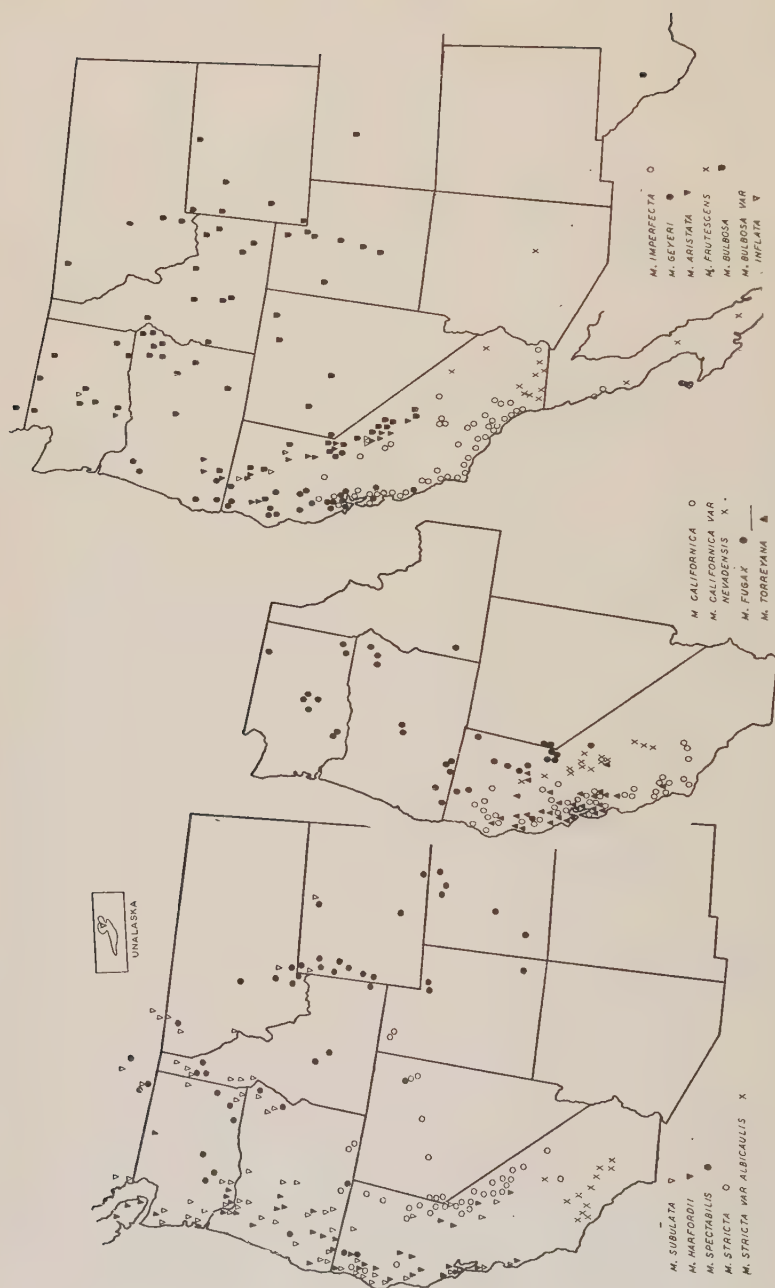 UNALASKA
M. SUBULATA
M. HARFORDII
M. SPECTABILIS
M. STRICTA O
M. STRICTA VAR ALBICAULIS X
M CALIFORNICA O
M. CALIFORNICA VAR
NEVADENSIS X .
M. FUGAX
M. TORREYANA
M. IMPERFECTA O
M. GEYERI
M. ARISTATA
M. FRUTESCENS X
M. BULBOSA
M. BULBOSA VAR
INFLATA